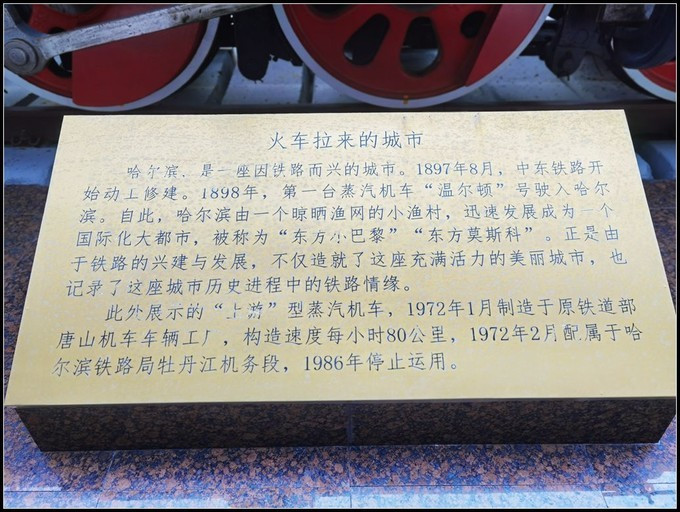 火车拉来的城市
哈尔滨、是一座因铁路而兴的城市。1897年8月，中东铁路开
始动工修建。1898年，第一台蒸汽机车“温尔顿”号驶入哈尔
滨。自此，哈尔滨由一个晾晒渔网的小渔村，迅速发展成为一个
国际化大都市，被称为“东方小巴黎”“东方莫斯科”。正是由
于铁路的兴建与发展，不仅造就了这座充满活力的美丽城市，也
记录了这座城市历史进程中的铁路情缘。
此处展示的“上游”型蒸汽机车，1972年1月制造于原铁道部
唐山机车车辆工厂，构造速度每小时80公里，1972年2月配属于哈
尔滨铁路局牡丹江机务段，1986年停止运用。